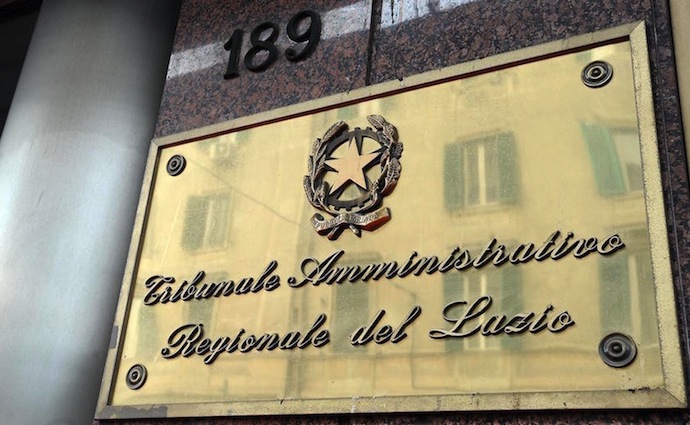 189
Tribunale Amministrativo
Regionale del Lazio